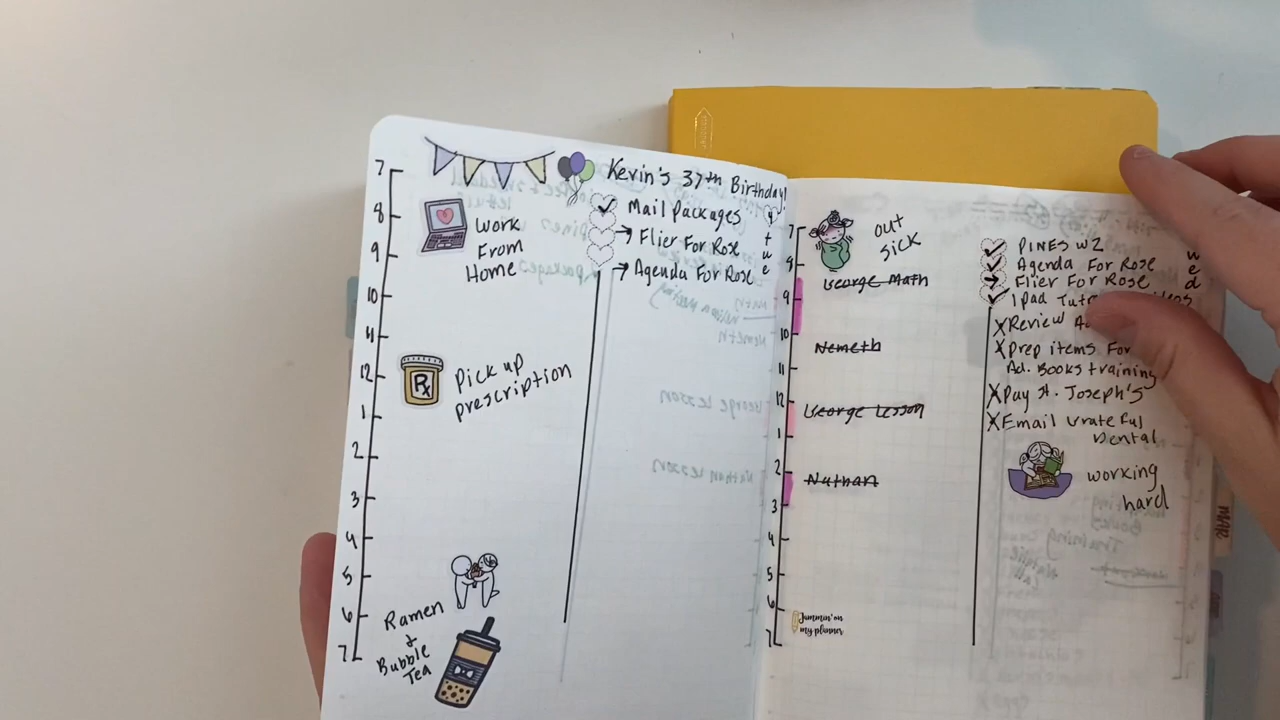 Kevin's 37th Birthday!
7
8
9
10
11
12
1
2
3
4
5
6
7
Work
From
Home
Rx
Pick up
prescription
Ramen
+
Bubble
Tea
Mail Packages
→ Flier For Rose
→ Agenda For Rose
4
tue
7
8
9
10
11
12
1
2
3
4
5
6
7
out
sick
George Math
Nemeth
George Lesson
Nathan
Jammin' on
my planner
wed
PINES W2
Agenda For Rose
Flier For Rose
Ipad
Review
Prep items For
Ad. Books training
Pay St. Joseph's
Email Grateful
Dental
working
hard